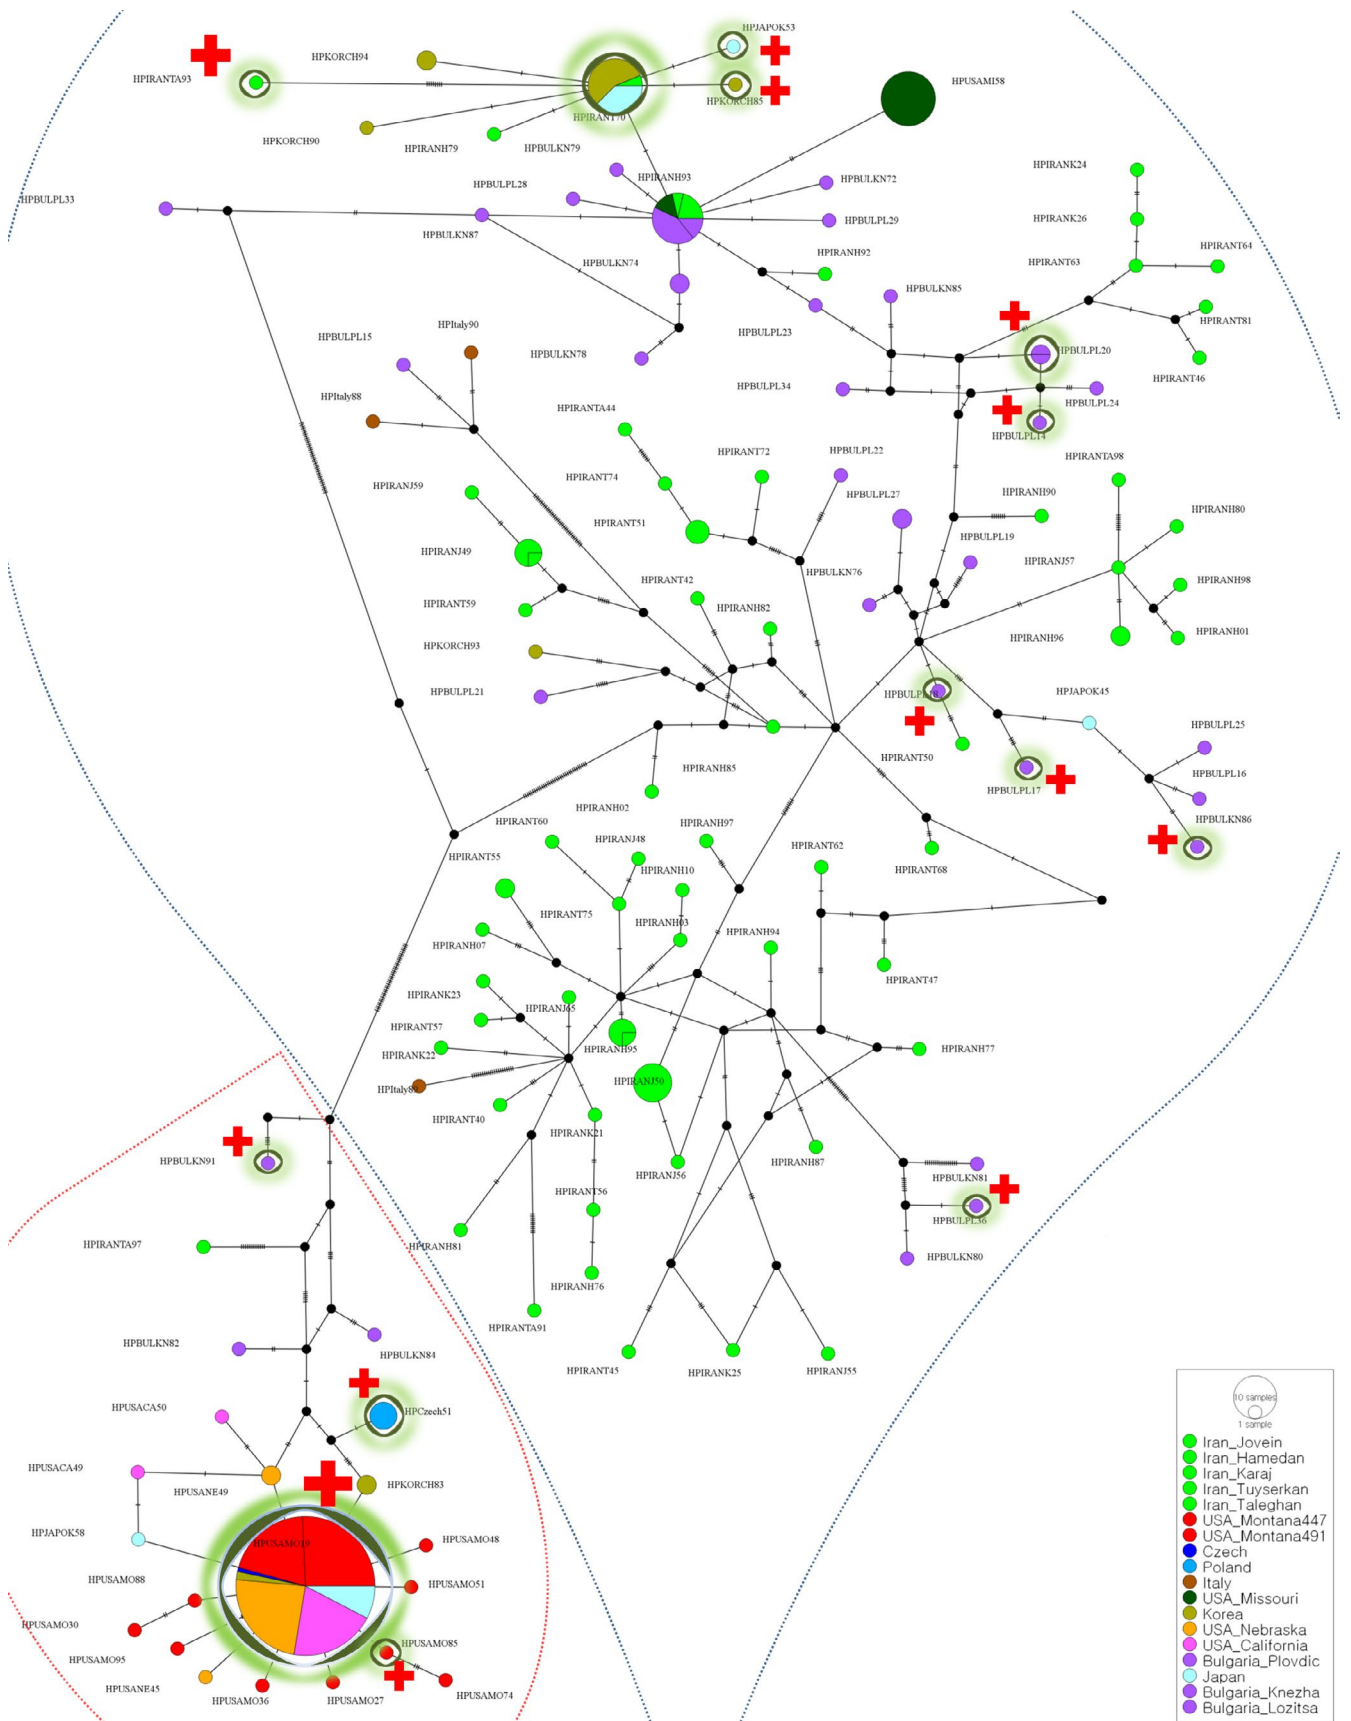 HPJAPOK53
HPKORCH94
HPIRANTA93
HPUSAMI58
HPKORCH85
HPIRANT70
HPKORCH90
HPIRANH79
HPBULKN79
HPIRANK24
HPIRANH93
HPBULKN72
HPBULPL28
HPBULPL33
HPBULPL29
HPIRANK26
HPBULKN87
HPIRANT64
HPIRANH92
HPBULKN74
HPIRANT63
HPBULKN85
HPIRANT81
HPItaly90
HPBULPL23
HPBULPL15
HPBULKN78
HPBULPL20
HPIRANT46
HPBULPL34
HPItaly88
HPBULPL24
HPIRANTA44
HPBULPL14
HPIRANT72
HPBULPL22
HPIRANTA98
HPIRANT74
HPIRANJ59
HPBULPL27
HPIRANH90
HPIRANH80
HPIRANT51
HPBULPL19
HPIRANJ49
HPIRANJ57
HPBULKN76
HPIRANT42
HPIRANH98
HPIRANT59
HPIRANH82
HPIRANH01
HPIRANH96
HPKORCH93
HPBULPL21
HPBULPL18
HPJAPOK45
HPBULPL25
HPIRANT50
HPIRANH85
HPBULPL17
HPBULPL16
HPIRANH02
HPIRANT60
HPIRANH97
HPBULKN86
HPIRANJ48
HPIRANT62
HPIRANT55
HPIRANH10
HPIRANT68
HPIRANT75
HPIRANH03
HPIRANH94
HPIRANH07
HPIRANK23
HPIRANT47
HPIRANJ65
HPIRANT57
HPIRANH95
HPIRANH77
HPIRANK22
HPIRANJ50
HPItaly89
HPIRANT40
HPIRANK21
HPBULKN91
HPIRANH87
HPIRANJ56
HPBULKN81
HPIRANT56
HPBULPL36
HPIRANTA97
HPIRANH81
HPBULKN80
HPIRANH76
HPIRANTA91
HPBULKN82
HPBULKN84
HPIRANT45
HPIRANK25
HPIRANJ55
HPUSACA50
HPCzech51
HPUSACA49
HPKORCH83
HPUSANE49
HPJAPOK58
HPUSAMO19
HPUSAMO48
HPUSAMO88
HPUSAMO51
HPUSAMO30
HPUSAMO85
HPUSAMO95
HPUSANE45
HPUSAMO36
HPUSAMO27
HPUSAMO74
10 samples
1 sample
Iran_Jovein
Iran_Hamedan
Iran_Karaj
Iran_Tuyserkan
Iran_Taleghan
USA_Montana447
USA_Montana491
Czech
Poland
Italy
USA_Missouri
Korea
USA_Nebraska
USA_California
Bulgaria_Plovdic
Japan
Bulgaria_Knezha
Bulgaria_Lozitsa